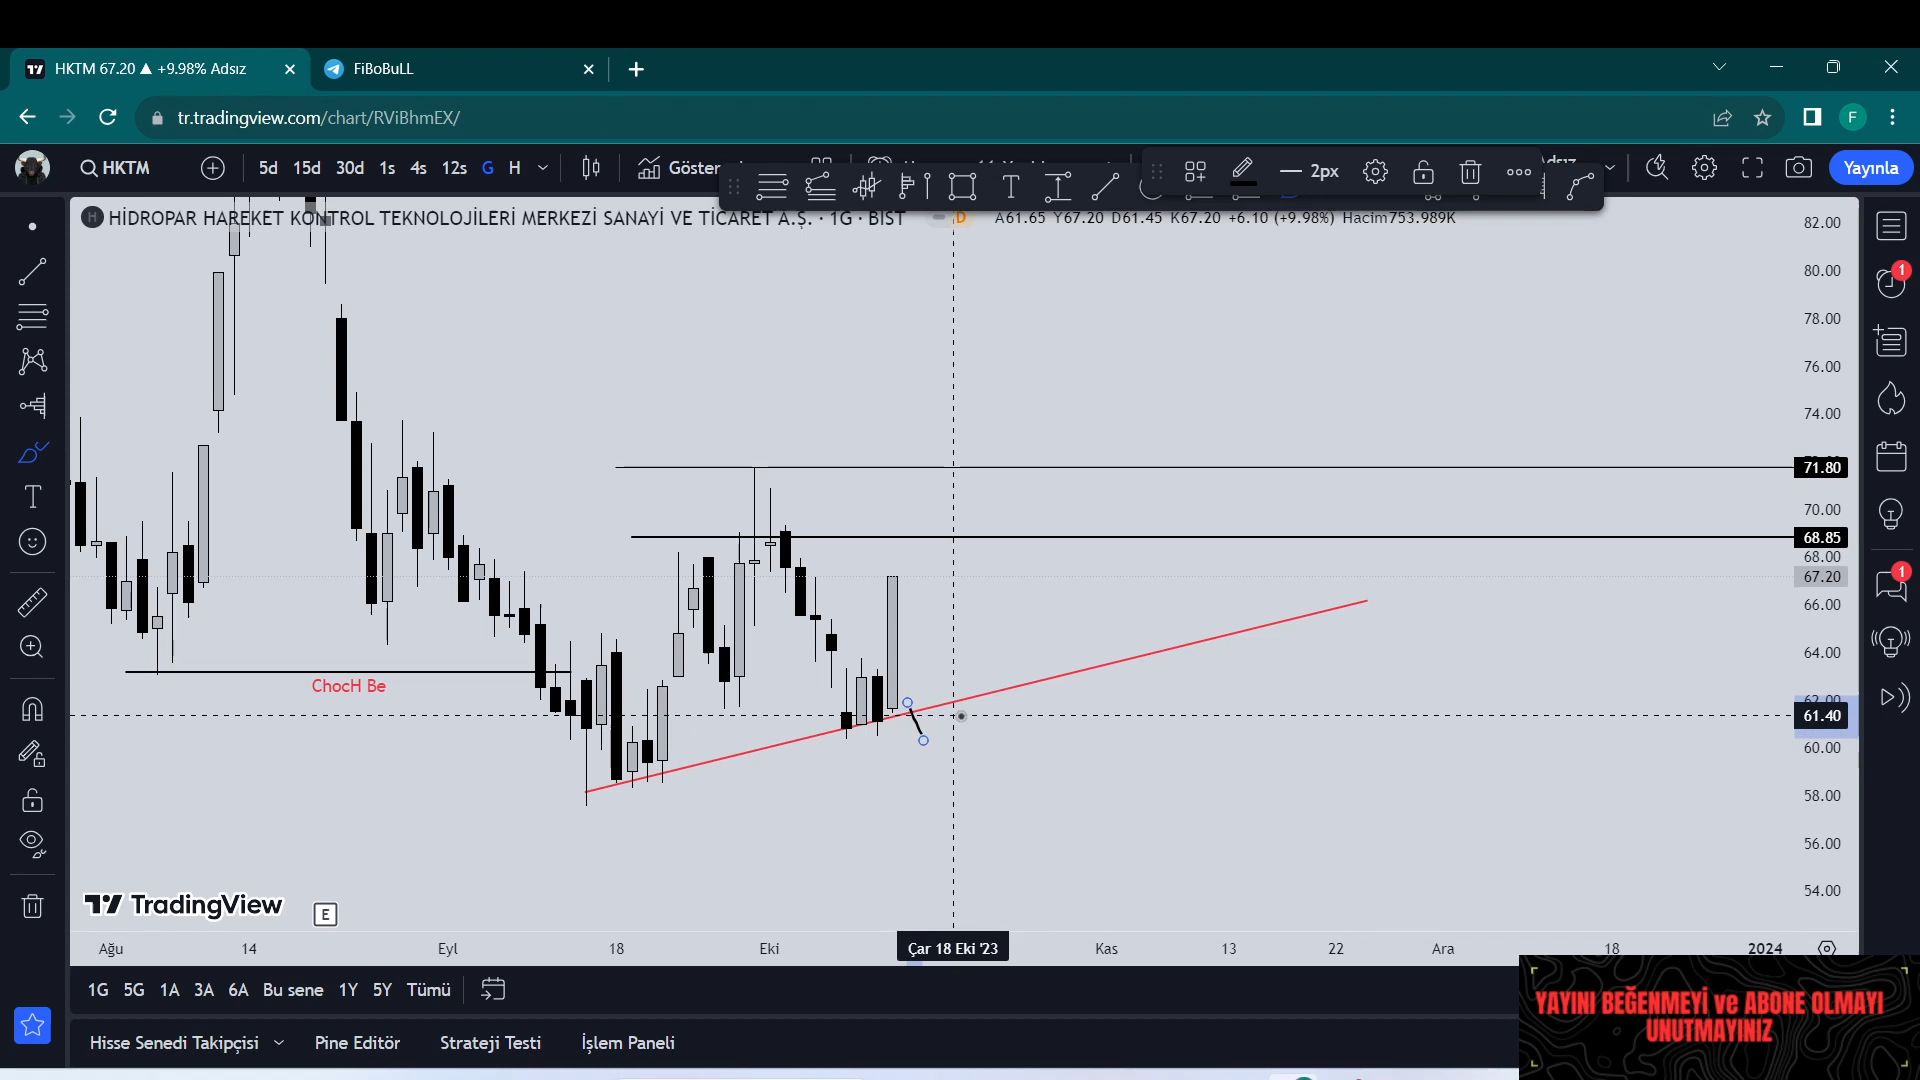 HKTM 67.20 ▲ +9.98% Adsız
FiBoBuLL
tr.tradingview.com/chart/RViBhmEX/
HKTM
5d 15d 30d 1s 4s 12s G H
Göster
2px
Yayınla
H HİDROPAR HAREKET KONTROL TEKNOLOJİLERİ MERKEZİ SANAYİ VE TİCARET A.Ş. · 1G · BIST
D
A61.65 Y67.20 D61.45 K67.20 +6.10 (+9.98%) Hacim753.989K
82.00
80.00
78.00
76.00
74.00
71.80
70.00
68.85
68.00
67.20
66.00
64.00
62.00
61.40
60.00
58.00
56.00
54.00
ChocH Be
TradingView
E
Ağu 14 Eyl 18 Eki Çar 18 Eki '23 Kas 13 22 Ara 18 2024
1G 5G 1A 3A 6A Bu sene 1Y 5Y Tümü
Hisse Senedi Takipçisi Pine Editör Strateji Testi İşlem Paneli
YAYINI BEĞENMEYİ ve ABONE OLMAYI
UNUTMAYINIZ
F
1
1